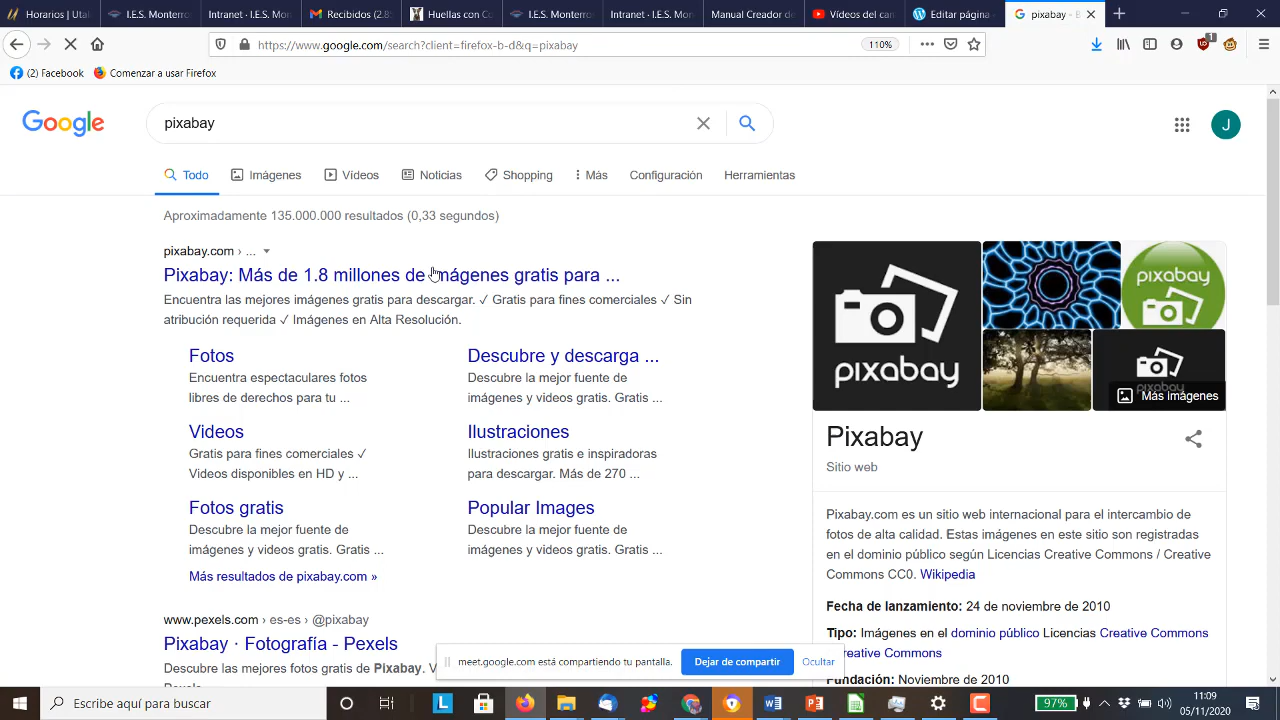 Horarios | Utal
I.E.S. Monterro
Intranet · I.E.S. Mon
Recibidos (2.8
Huellas con Co
I.E.S. Monterro
Intranet · I.E.S. Mon
Manual Creador de
Vídeos del can
Editar página
pixabay - B
https://www.google.com/search?client=firefox-b-d&q=pixabay
110%
1
(2) Facebook
Comenzar a usar Firefox
Google
pixabay
J
Todo
Imágenes
Vídeos
Noticias
Shopping
Más
Configuración
Herramientas
Aproximadamente 135.000.000 resultados (0,33 segundos)
pixabay.com › ...
Pixabay: Más de 1.8 millones de imágenes gratis para ...
Encuentra las mejores imágenes gratis para descargar. ✓ Gratis para fines comerciales ✓ Sin
atribución requerida ✓ Imágenes en Alta Resolución.
Fotos
Encuentra espectaculares fotos
libres de derechos para tu ...
Descubre y descarga ...
Descubre la mejor fuente de
imágenes y videos gratis. Gratis ...
Videos
Gratis para fines comerciales ✓
Videos disponibles en HD y ...
Ilustraciones
Ilustraciones gratis e inspiradoras
para descargar. Más de 270 ...
Fotos gratis
Descubre la mejor fuente de
imágenes y videos gratis. Gratis ...
Popular Images
Descubre la mejor fuente de
imágenes y videos gratis. Gratis ...
Más resultados de pixabay.com »
www.pexels.com › es-es › @pixabay
Pixabay · Fotografía - Pexels
Descubre las mejores fotos gratis de Pixabay. V
pixabay
pixabay
pixabay
Más imágenes
Pixabay
Sitio web
Pixabay.com es un sitio web internacional para el intercambio de
fotos de alta calidad. Estas imágenes en este sitio son registradas
en el dominio público según Licencias Creative Commons / Creative
Commons CC0. Wikipedia
Fecha de lanzamiento: 24 de noviembre de 2010
Tipo: Imágenes en el dominio público Licencias Creative Commons
Creative Commons
Fundación: Noviembre de 2010
meet.google.com está compartiendo tu pantalla.
Dejar de compartir
Ocultar
Escribe aquí para buscar
L
97%
11:09
05/11/2020